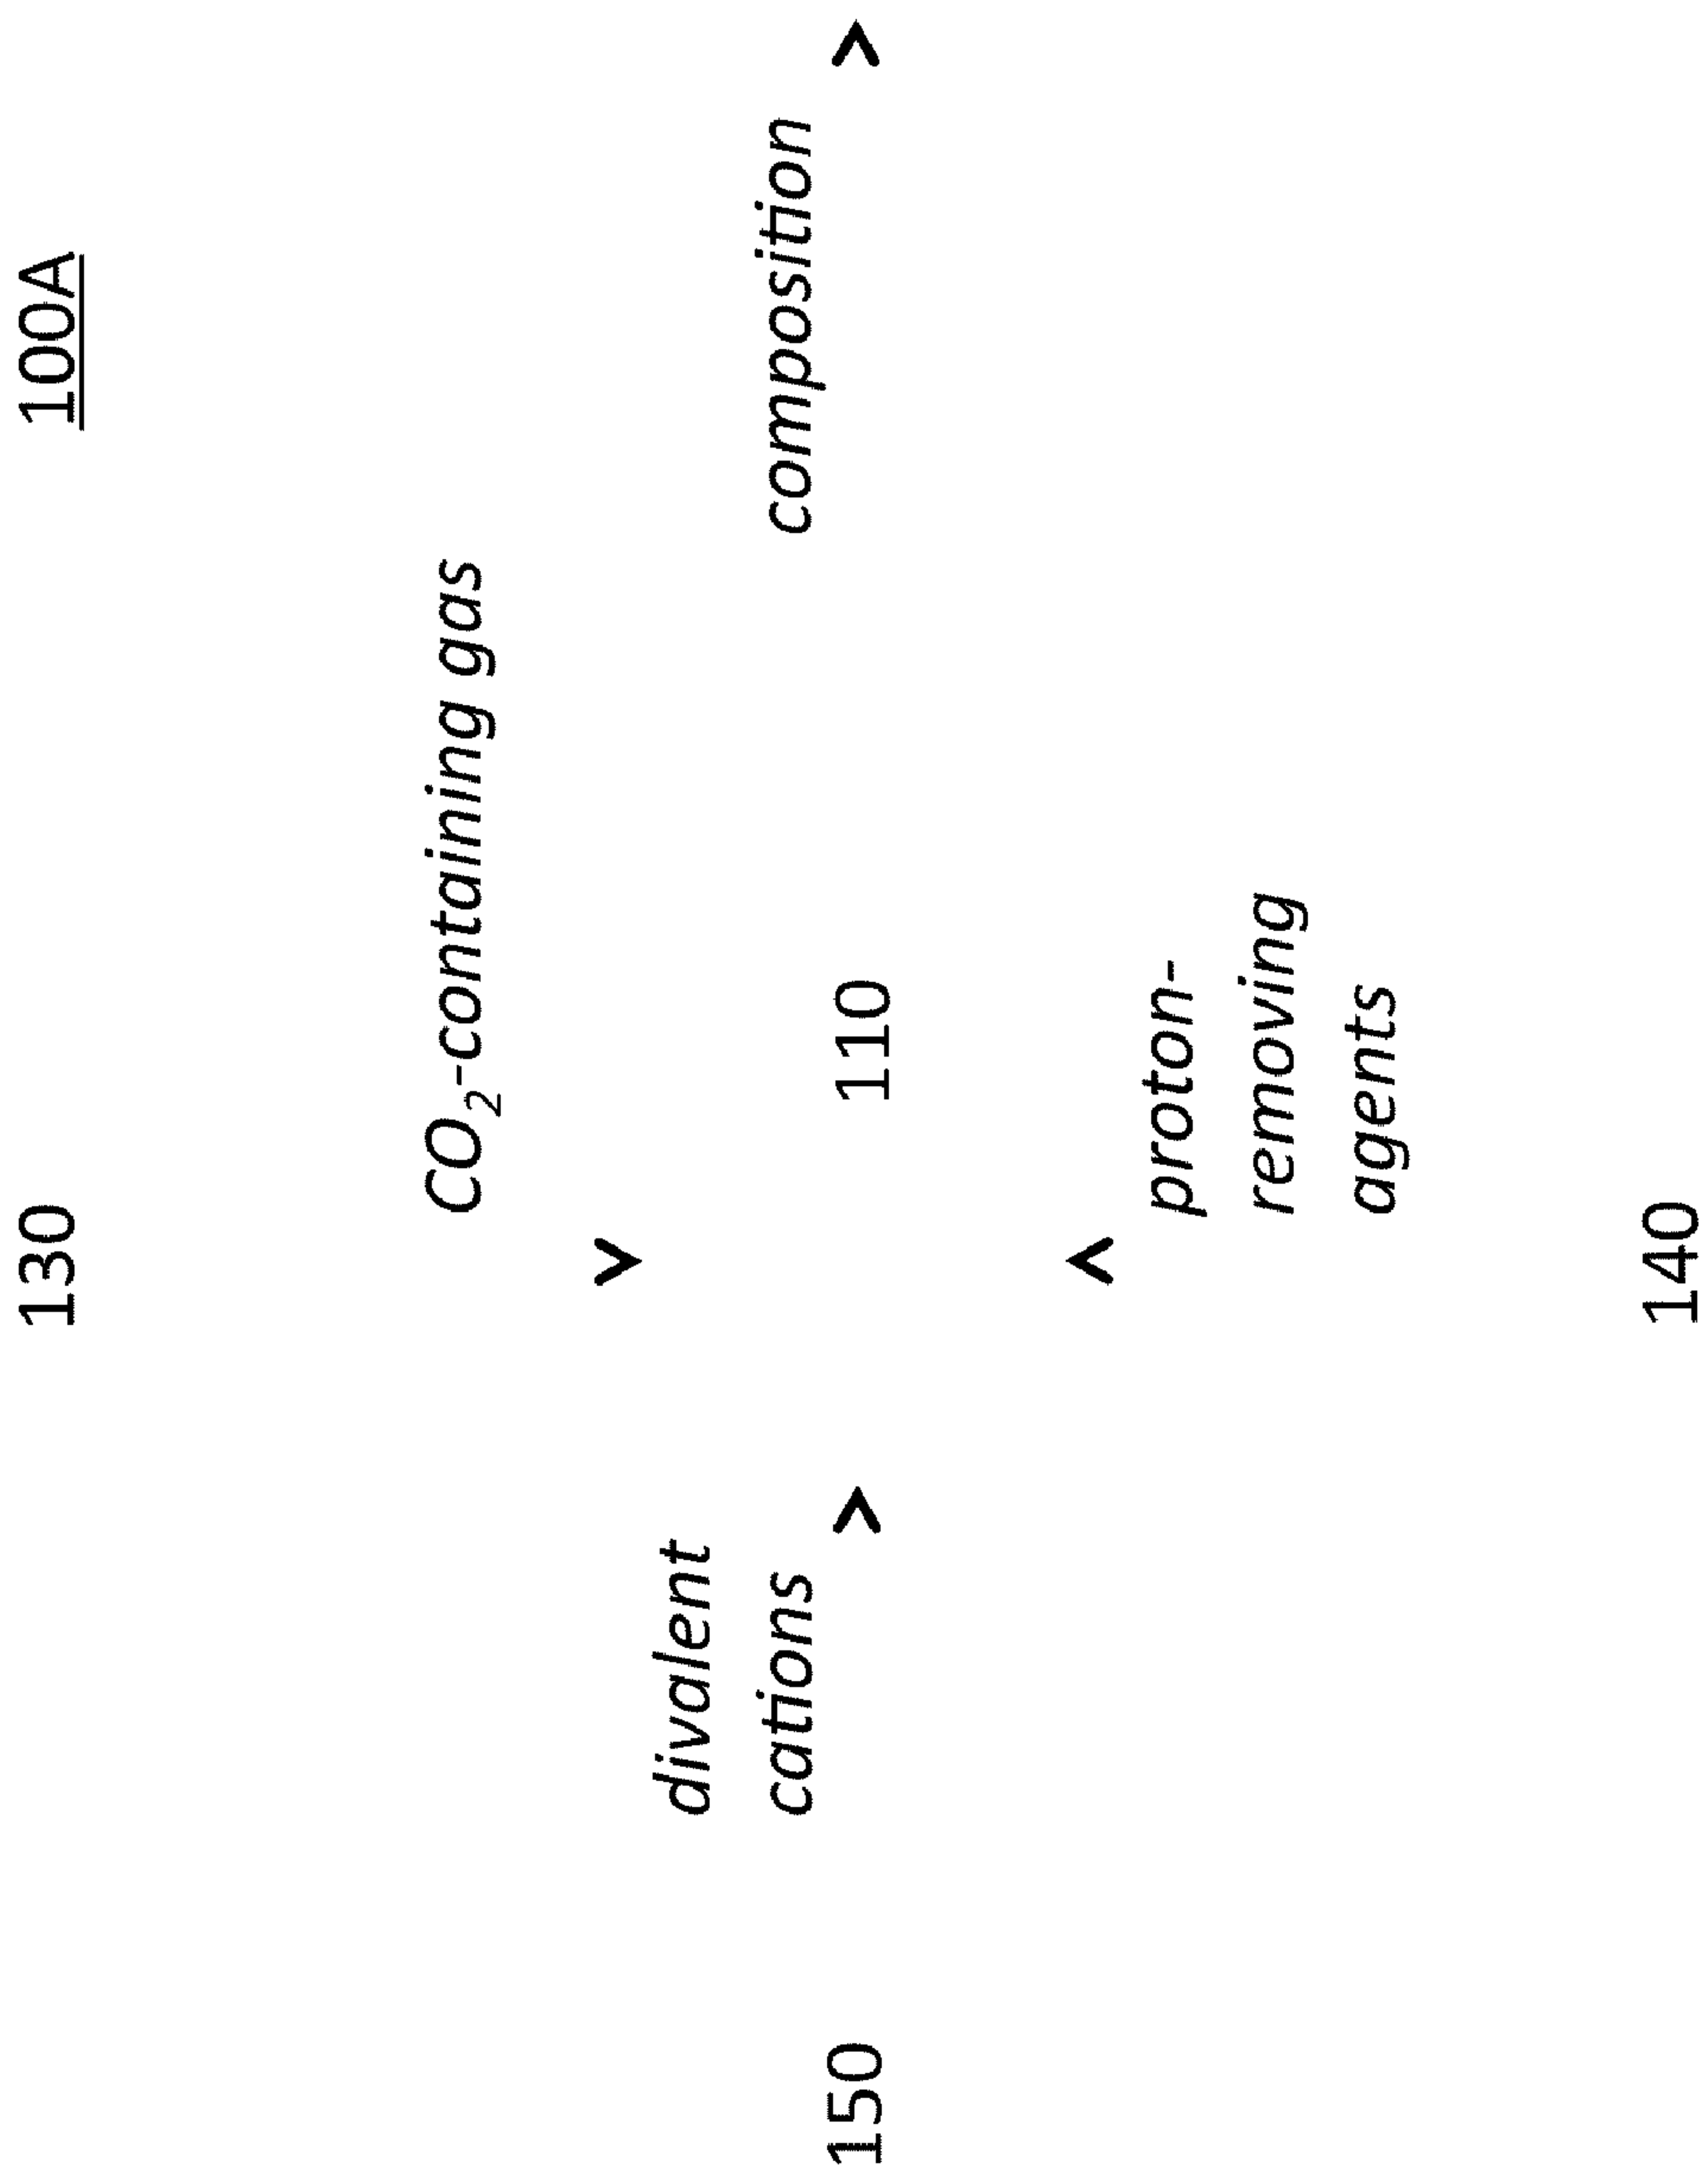 100A
130
CO₂-containing gas
divalent
cations
composition
150
110
proton-
removing
agents
140